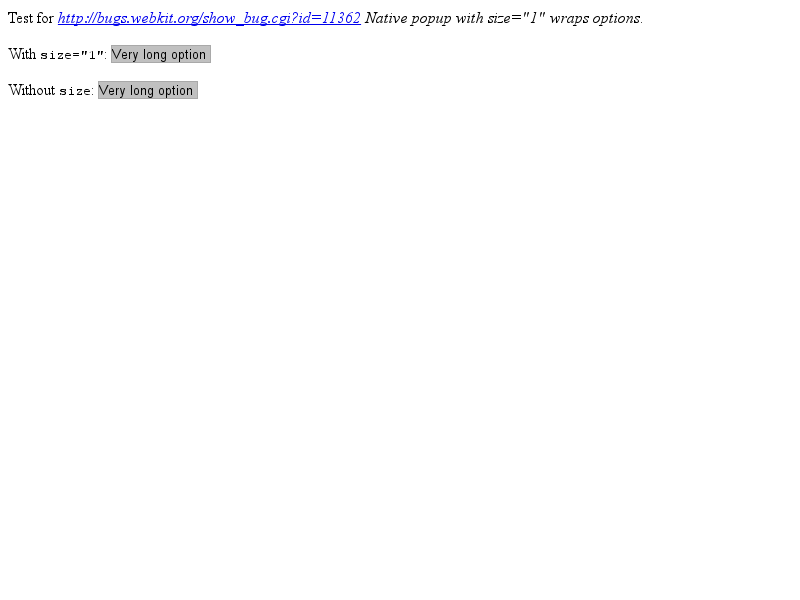 Test for http://bugs.webkit.org/show_bug.cgi?id=11362 Native popup with size="1" wraps options.
With size="1": Very long option
Without size: Very long option